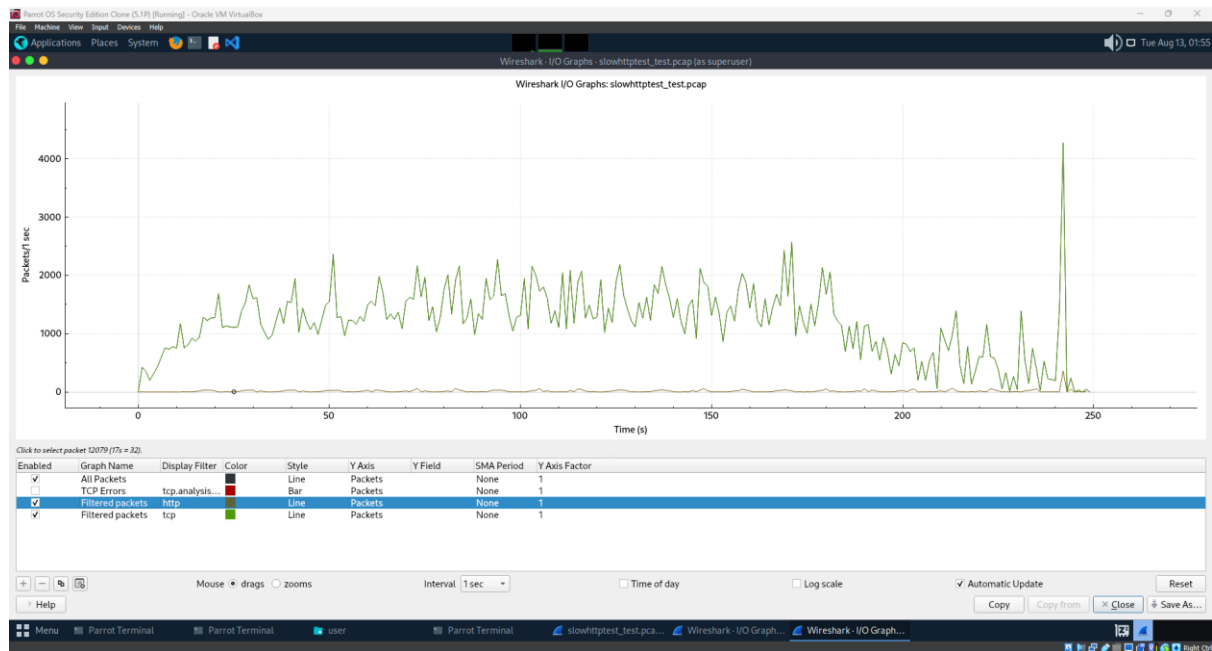 Parrot OS Security Edition Clone (5.1P) [Running] - Oracle VM VirtualBox
File Machine View Input Devices Help
Applications Places System Tue Aug 13, 01:55
Wireshark · I/O Graphs · slowhttptest_test.pcap (as superuser)
Wireshark I/O Graphs: slowhttptest_test.pcap
4000
3000
Packets/1 sec
2000
1000
0
0 50 100 150 200 250
Time (s)
Click to select packet 12079 (17s = 32).
Enabled Graph Name Display Filter Color Style Y Axis Y Field SMA Period Y Axis Factor
All Packets Line Packets None 1
TCP Errors tcp.analysis... Bar Packets None 1
Filtered packets http Line Packets None 1
Filtered packets tcp Line Packets None 1
Mouse drags zooms Interval 1 sec Time of day Log scale Automatic Update Reset
Help Copy Copy from Close Save As...
Menu Parrot Terminal Parrot Terminal user Parrot Terminal slowhttptest_test.pca... Wireshark · I/O Graph... Wireshark · I/O Graph...
Right Ctrl